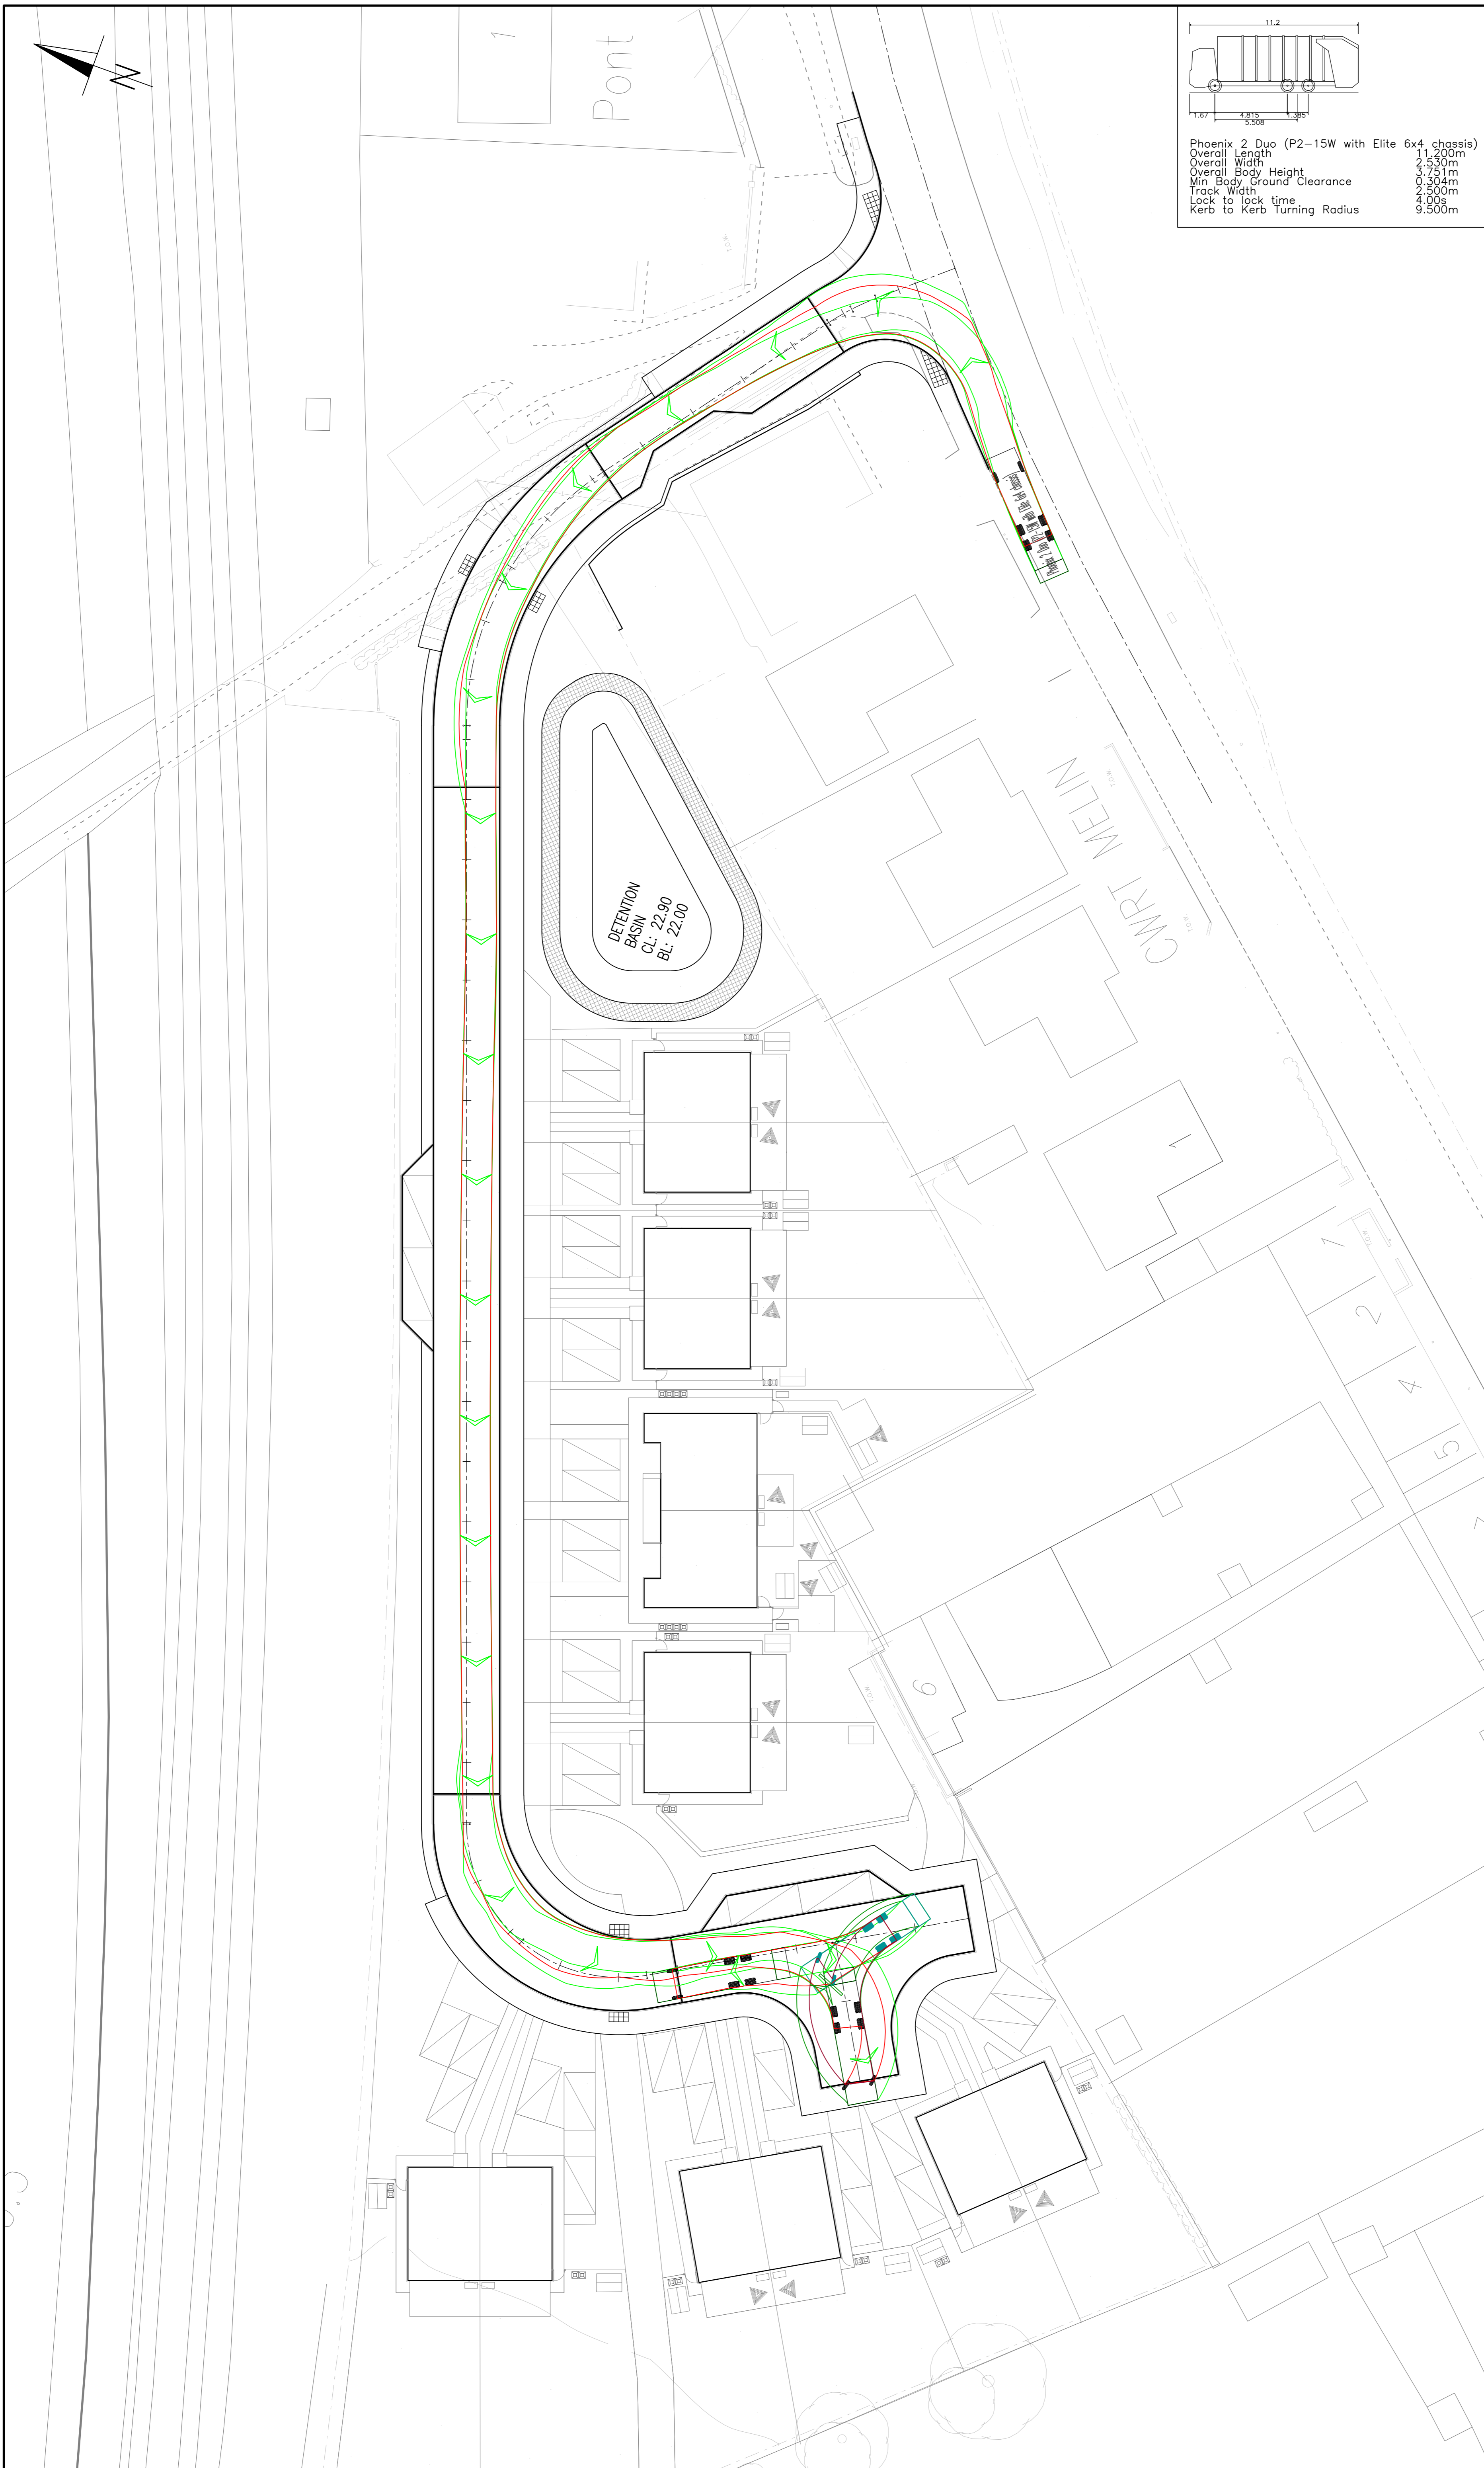 N
1
Pont
11.2
1.67
4.815
1.385
5.508
Phoenix 2 Duo (P2-15W with Elite 6x4 chassis)
Overall Length 11.200m
Overall Width 2.530m
Overall Body Height 3.751m
Min Body Ground Clearance 0.304m
Track Width 2.500m
Lock to lock time 4.00s
Kerb to Kerb Turning Radius 9.500m
DETENTION
BASIN
CL: 22.90
BL: 22.00
CWRT MELIN
1
1
2
4
5
9